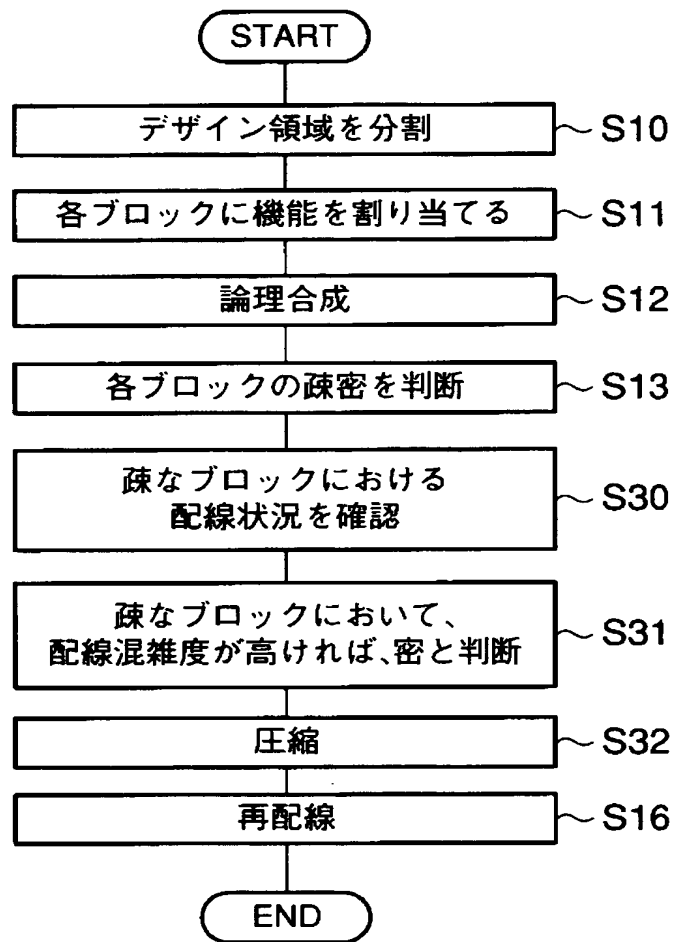 START
デザイン領域を分割
S10
各ブロックに機能を割り当てる
S11
論理合成
S12
各ブロックの疎密を判断
S13
疎なブロックにおける
配線状況を確認
S30
疎なブロックにおいて、
配線混雑度が高ければ、密と判断
S31
圧縮
S32
再配線
S16
END